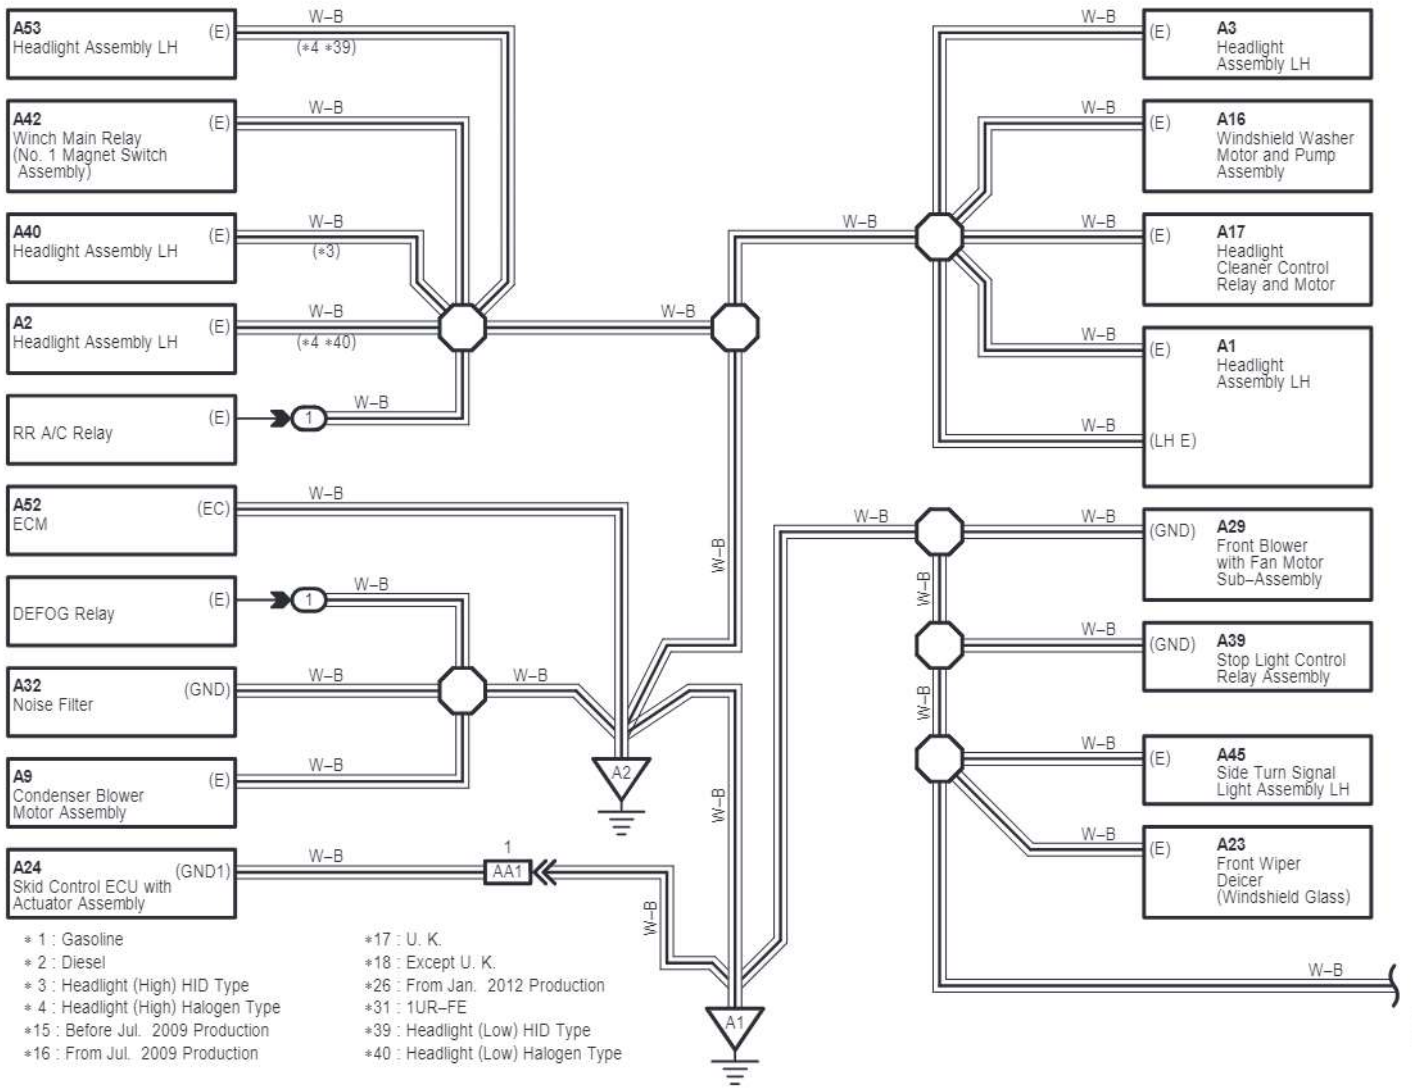 A53
Headlight Assembly LH
(E)
W–B
(*4 *39)
A42
Winch Main Relay
(No. 1 Magnet Switch
Assembly)
(E)
W–B
A40
Headlight Assembly LH
(E)
W–B
(*3)
A2
Headlight Assembly LH
(E)
W–B
(*4 *40)
RR A/C Relay
(E)
1
W–B
A52
ECM
(EC)
W–B
DEFOG Relay
(E)
1
W–B
A32
Noise Filter
(GND)
W–B
W–B
A9
Condenser Blower
Motor Assembly
(E)
W–B
A24
Skid Control ECU with
Actuator Assembly
(GND1)
W–B
1
AA1
W–B
W–B
W–B
W–B
A2
W–B
A1
W–B
(E)
A3
Headlight
Assembly LH
W–B
(E)
A16
Windshield Washer
Motor and Pump
Assembly
W–B
W–B
(E)
A17
Headlight
Cleaner Control
Relay and Motor
W–B
(E)
A1
Headlight
Assembly LH
W–B
(LH E)
W–B
W–B
(GND)
A29
Front Blower
with Fan Motor
Sub–Assembly
W–B
W–B
(GND)
A39
Stop Light Control
Relay Assembly
W–B
W–B
(E)
A45
Side Turn Signal
Light Assembly LH
W–B
(E)
A23
Front Wiper
Deicer
(Windshield Glass)
W–B
* 1 : Gasoline
* 2 : Diesel
* 3 : Headlight (High) HID Type
* 4 : Headlight (High) Halogen Type
*15 : Before Jul. 2009 Production
*16 : From Jul. 2009 Production
*17 : U. K.
*18 : Except U. K.
*26 : From Jan. 2012 Production
*31 : 1UR–FE
*39 : Headlight (Low) HID Type
*40 : Headlight (Low) Halogen Type